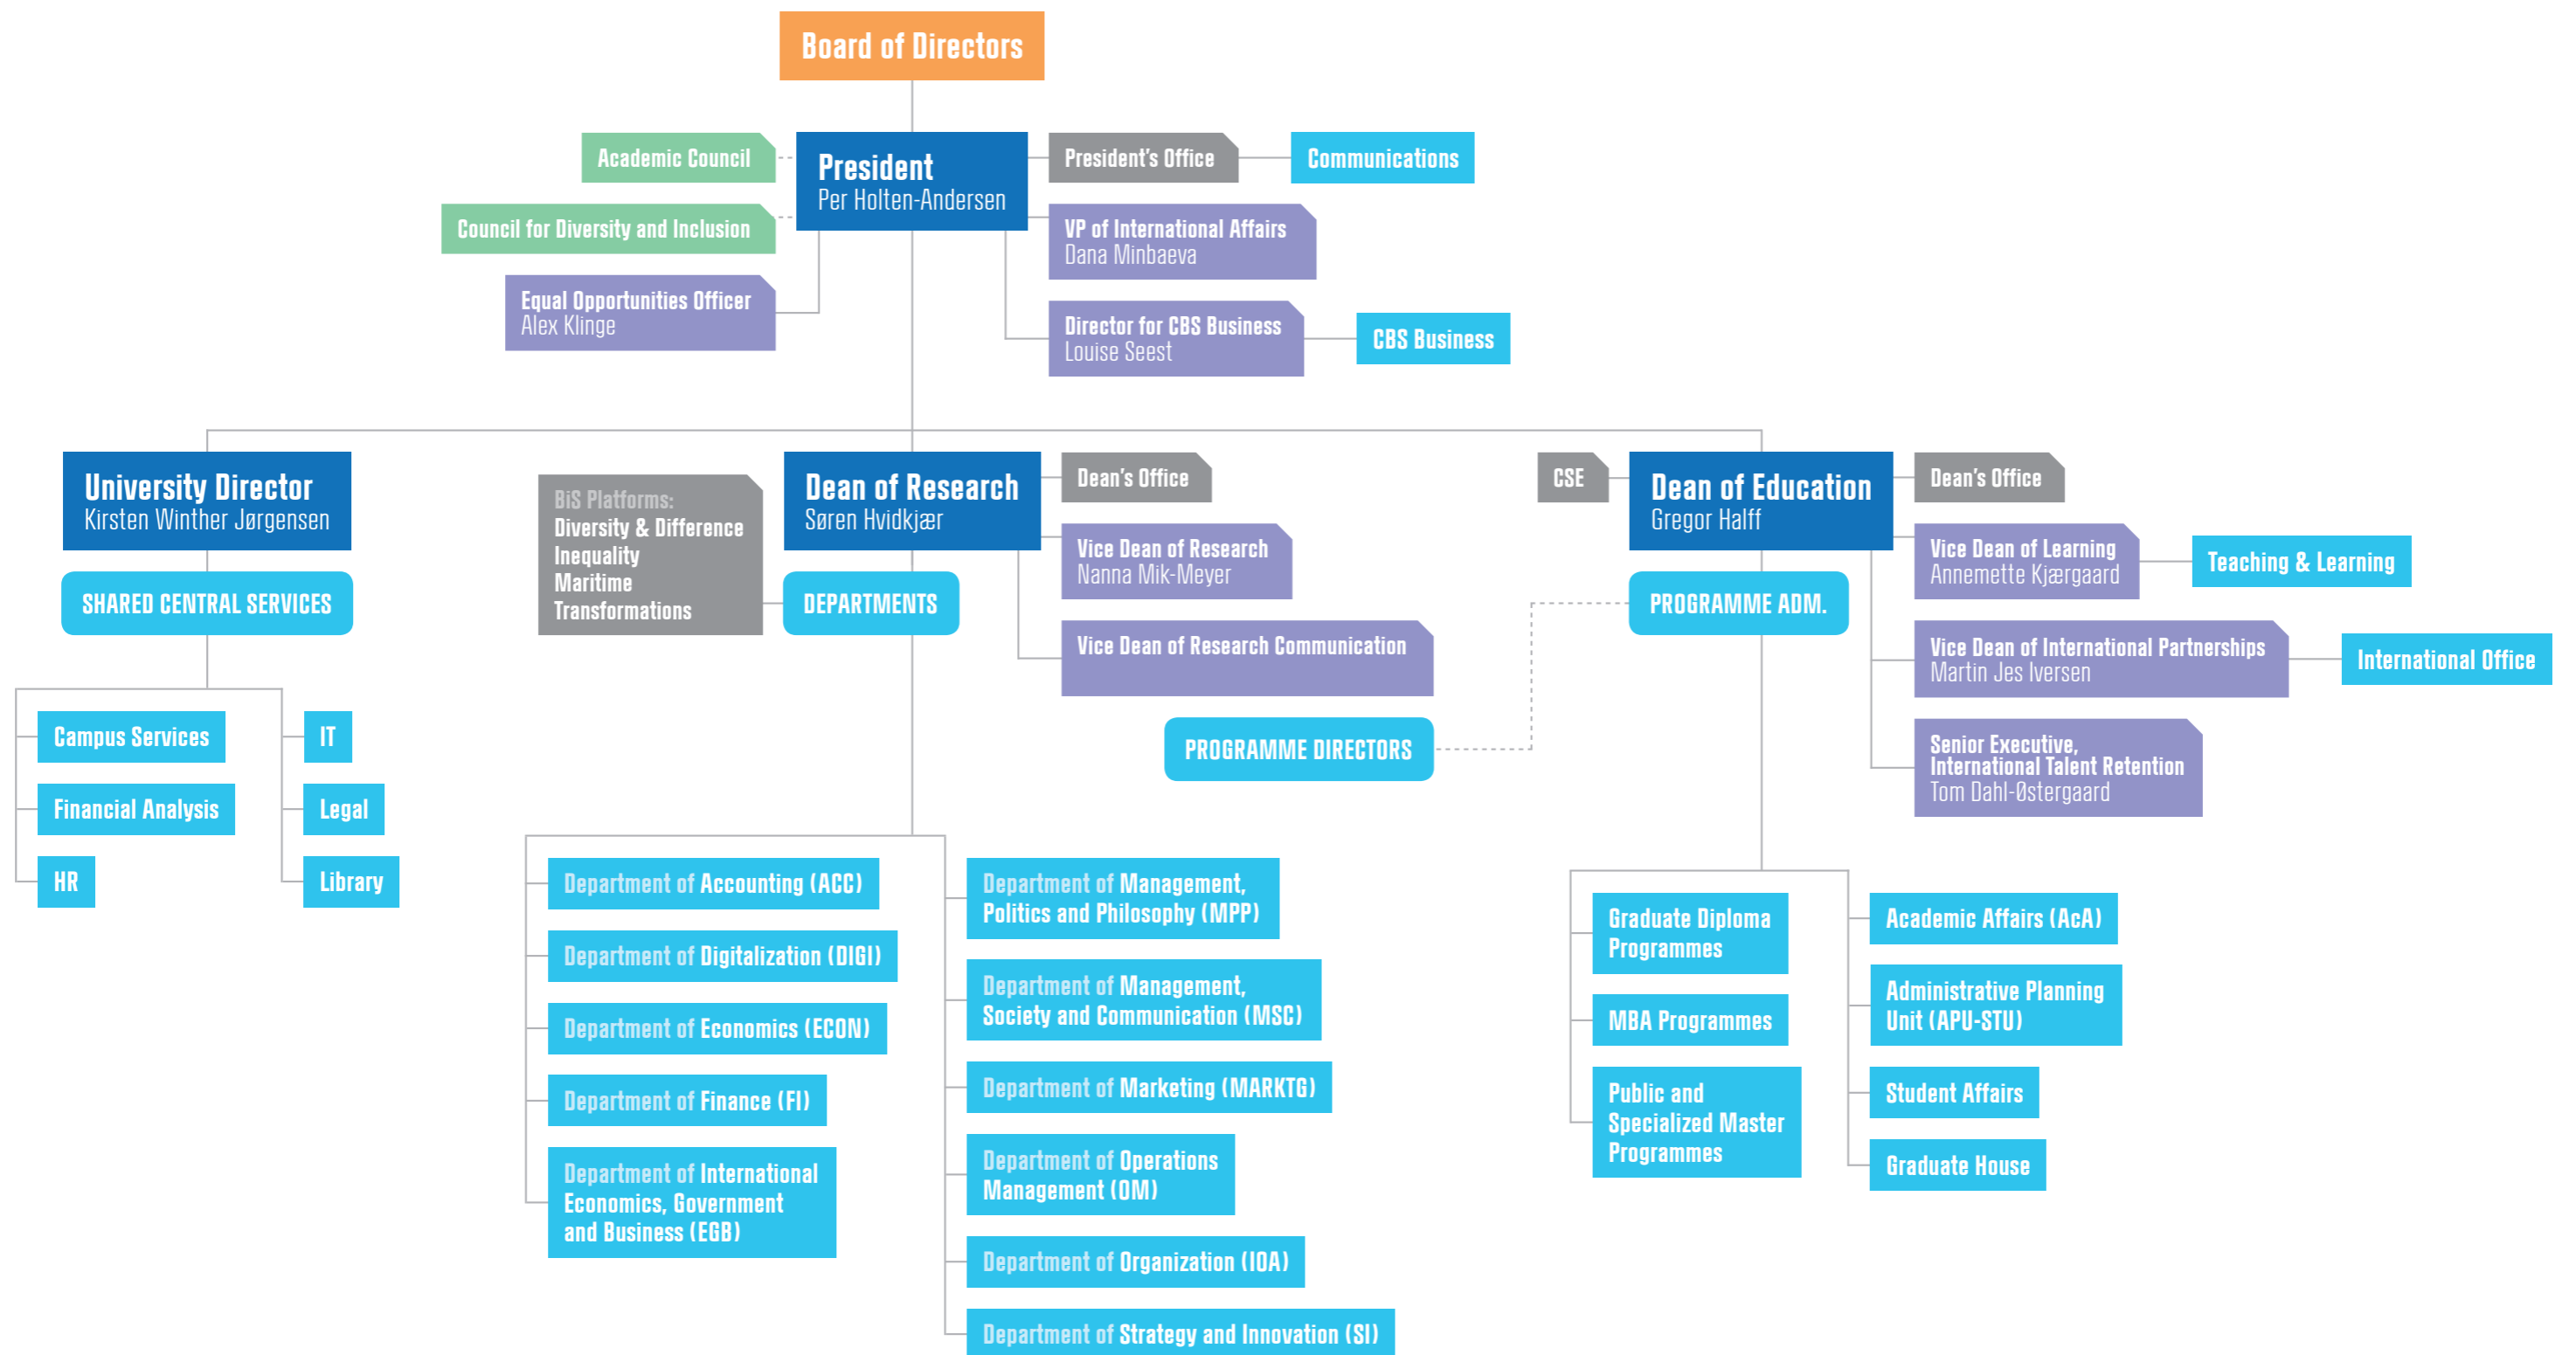 Board of Directors
Academic Council
President
Per Holten-Andersen
President's Office
Communications
Council for Diversity and Inclusion
VP of International Affairs
Dana Minbaeva
Equal Opportunities Officer
Alex Klinge
Director for CBS Business
Louise Seest
CBS Business
University Director
Kirsten Winther Jørgensen
SHARED CENTRAL SERVICES
Campus Services
Financial Analysis
HR
IT
Legal
Library
BiS Platforms:
Diversity & Difference
Inequality
Maritime
Transformations
Dean of Research
Søren Hvidkjær
DEPARTMENTS
Dean's Office
Vice Dean of Research
Nanna Mik-Meyer
Vice Dean of Research Communication
PROGRAMME DIRECTORS
Department of Accounting (ACC)
Department of Digitalization (DIGI)
Department of Economics (ECON)
Department of Finance (FI)
Department of International
Economics, Government
and Business (EGB)
Department of Management,
Politics and Philosophy (MPP)
Department of Management,
Society and Communication (MSC)
Department of Marketing (MARKTG)
Department of Operations
Management (OM)
Department of Organization (IOA)
Department of Strategy and Innovation (SI)
CSE
Dean of Education
Gregor Halff
PROGRAMME ADM.
Dean's Office
Vice Dean of Learning
Annemette Kjærgaard
Teaching & Learning
Vice Dean of International Partnerships
Martin Jes Iversen
International Office
Senior Executive,
International Talent Retention
Tom Dahl-Østergaard
Graduate Diploma
Programmes
MBA Programmes
Public and
Specialized Master
Programmes
Academic Affairs (AcA)
Administrative Planning
Unit (APU-STU)
Student Affairs
Graduate House